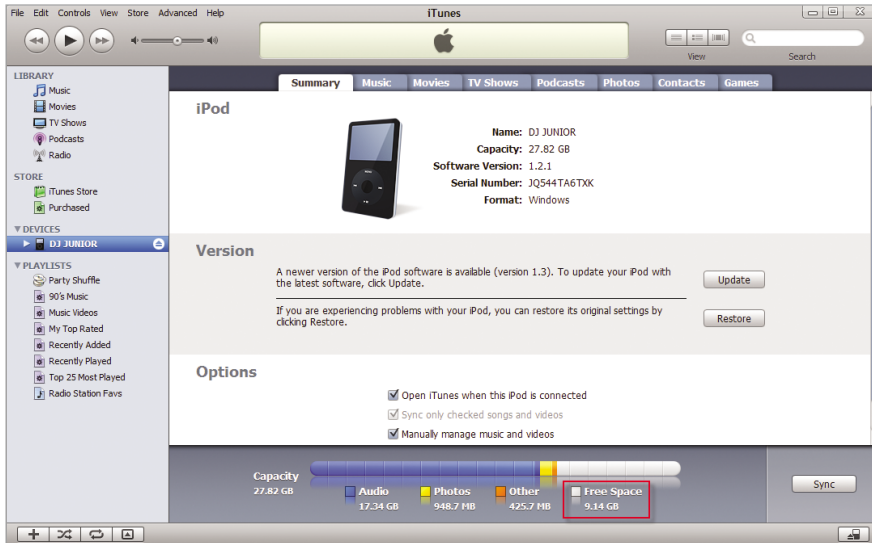 File Edit Controls View Store Advanced Help
iTunes
View
Search
LIBRARY
Music
Movies
TV Shows
Podcasts
Radio
STORE
iTunes Store
Purchased
DEVICES
DJ JUNIOR
PLAYLISTS
Party Shuffle
90's Music
Music Videos
My Top Rated
Recently Added
Recently Played
Top 25 Most Played
Radio Station Favs
Summary Music Movies TV Shows Podcasts Photos Contacts Games
iPod
Name: DJ JUNIOR
Capacity: 27.82 GB
Software Version: 1.2.1
Serial Number: JQ544TA6TXK
Format: Windows
Version
A newer version of the iPod software is available (version 1.3). To update your iPod with
the latest software, click Update.
Update
If you are experiencing problems with your iPod, you can restore its original settings by
clicking Restore.
Restore
Options
Open iTunes when this iPod is connected
Sync only checked songs and videos
Manually manage music and videos
Capacity
27.82 GB
Audio
17.34 GB
Photos
948.7 MB
Other
425.7 MB
Free Space
9.14 GB
Sync